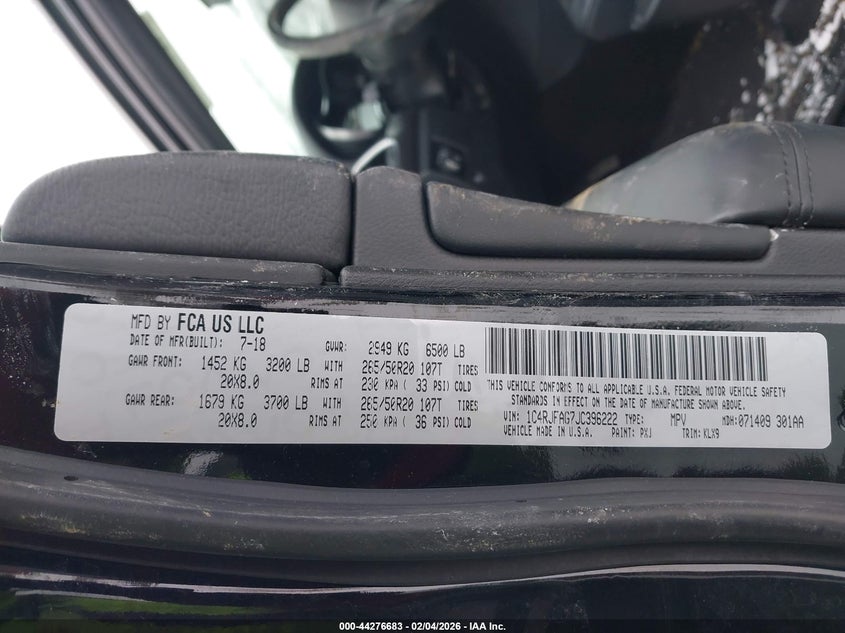 MFD BY FCA US LLC
DATE OF MFR(BUILT): 7-18 GVWR: 2949 KG 6500 LB
GAWR FRONT: 1452 KG 3200 LB WITH 265/50R20 107T TIRES
20X8.0 RIMS AT 230 KPA ( 33 PSI) COLD
GAWR REAR: 1679 KG 3700 LB WITH 265/50R20 107T TIRES
20X8.0 RIMS AT 250 KPA ( 36 PSI) COLD
THIS VEHICLE CONFORMS TO ALL APPLICABLE U.S.A. FEDERAL MOTOR VEHICLE SAFETY
STANDARDS IN EFFECT ON THE DATE OF MANUFACTURE SHOWN ABOVE.
VIN: 1C4RJFAG7JC396222 TYPE: MPV MDH:071409 301AA
VEHICLE MADE IN U.S.A. PAINT: PXJ TRIM: KLX9
000-44276683 - 02/04/2026 - IAA Inc.